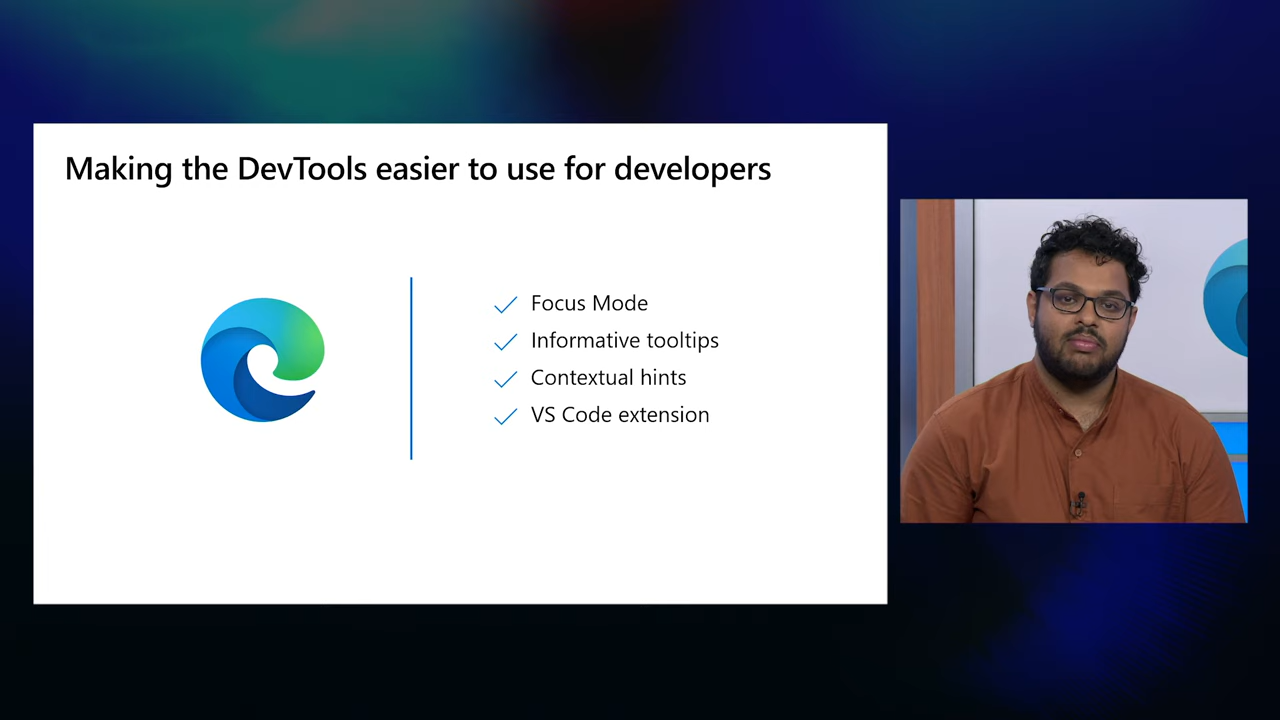 Making the DevTools easier to use for developers
Focus Mode
Informative tooltips
Contextual hints
VS Code extension